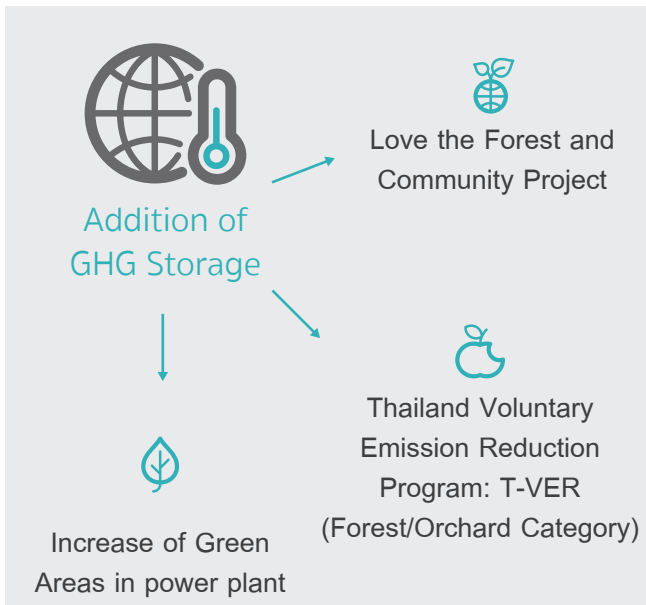 Addition of
GHG Storage
Love the Forest and
Community Project
Thailand Voluntary
Emission Reduction
Program: T-VER
(Forest/Orchard Category)
Increase of Green
Areas in power plant